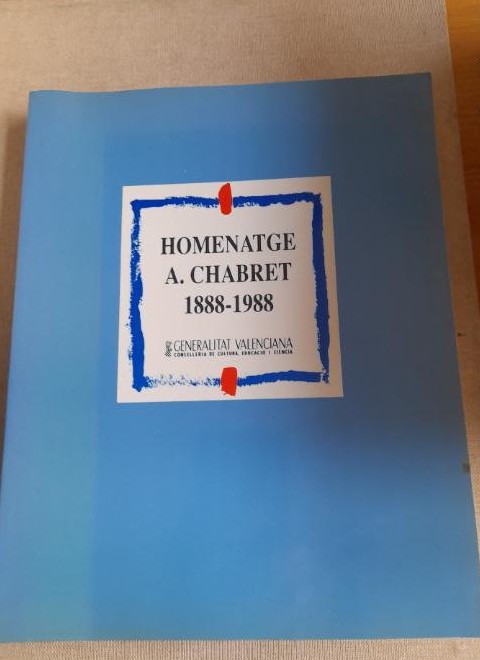 HOMENATGE
A. CHABRET
1888-1988
GENERALITAT VALENCIANA
CONSELLERIA DE CULTURA, EDUCACIÓ I CIÈNCIA